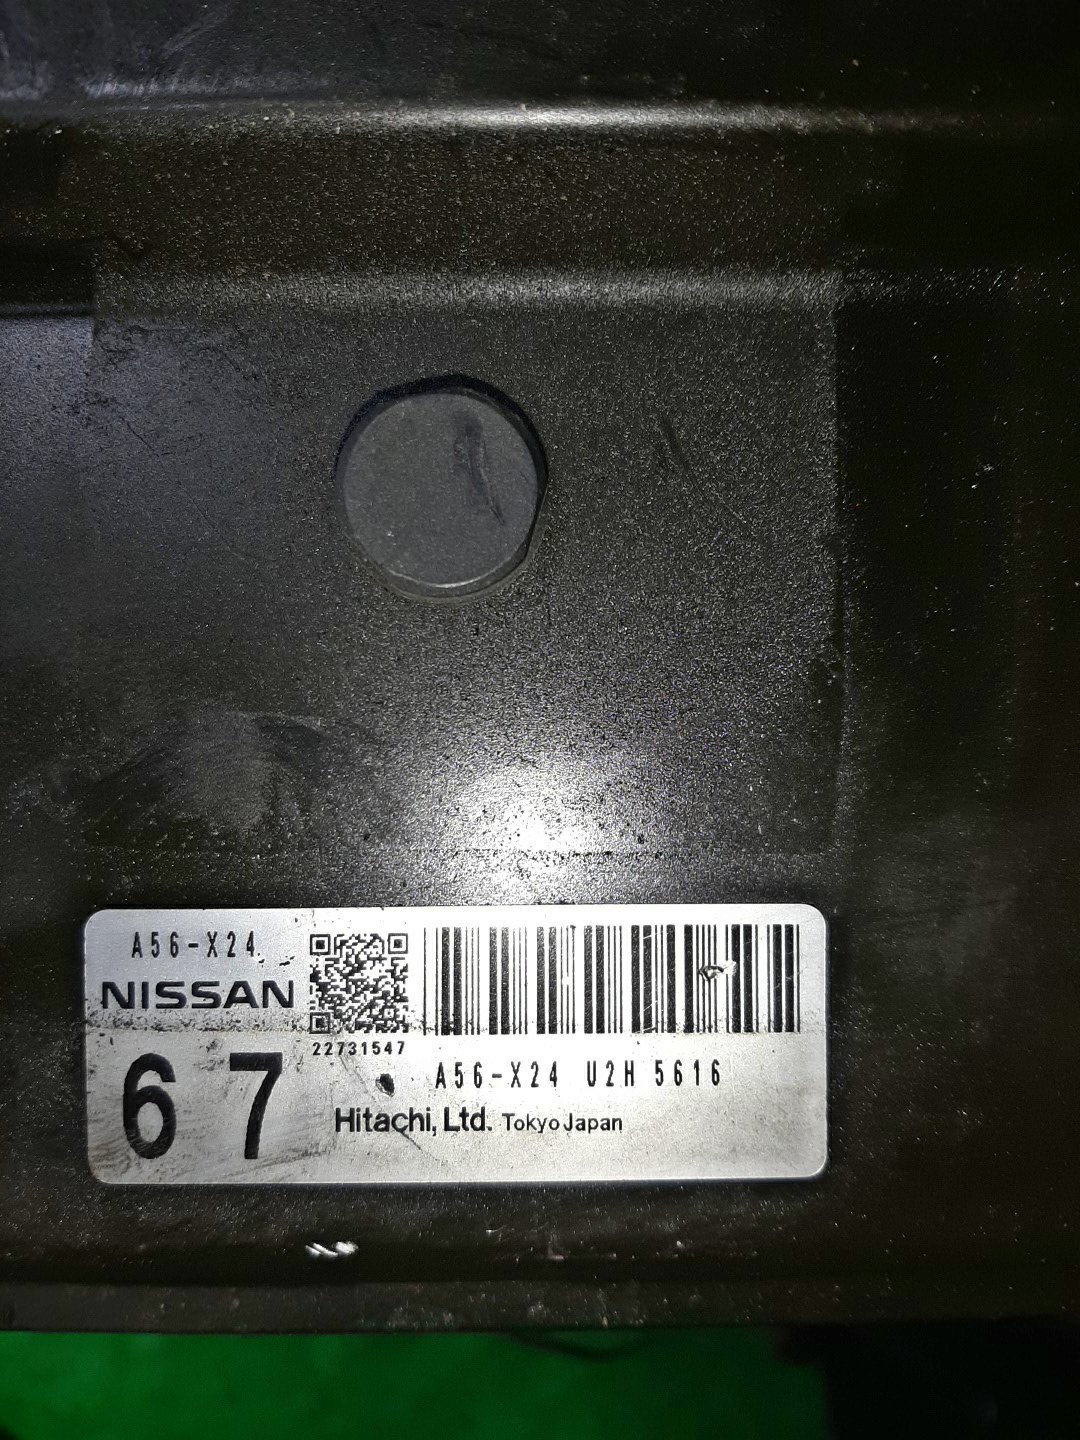 A56-X24
NISSAN
67
22731547
A56-X24 U2H 5616
Hitachi, Ltd. Tokyo Japan